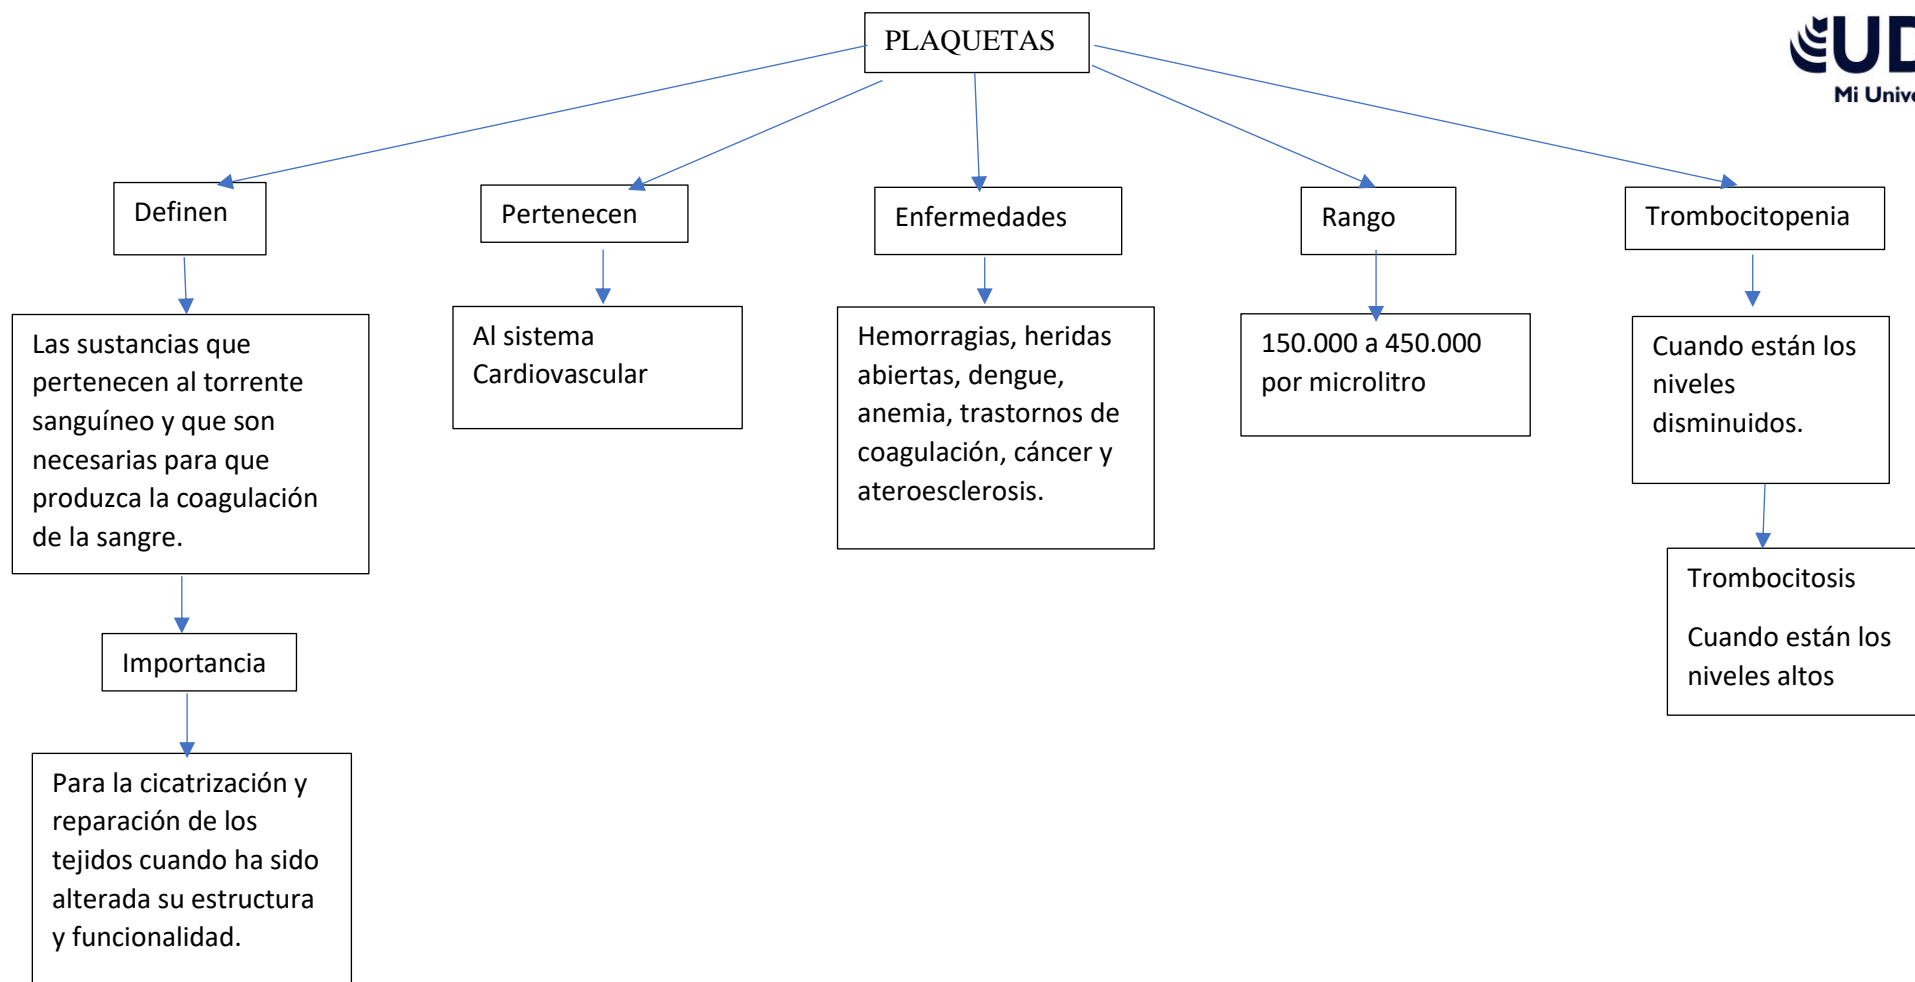 PLAQUETAS
Mi Unive
Definen
Pertenecen
Enfermedades
Rango
Trombocitopenia
Las sustancias que
pertenecen al torrente
sanguíneo y que son
necesarias para que
produzca la coagulación
de la sangre.
Al sistema
Cardiovascular
Hemorragias, heridas
abiertas, dengue,
anemia, trastornos de
coagulación, cáncer y
ateroesclerosis.
150.000 a 450.000
por microlitro
Cuando están los
niveles
disminuidos.
Importancia
Trombocitosis
Cuando están los
niveles altos
Para la cicatrización y
reparación de los
tejidos cuando ha sido
alterada su estructura
y funcionalidad.